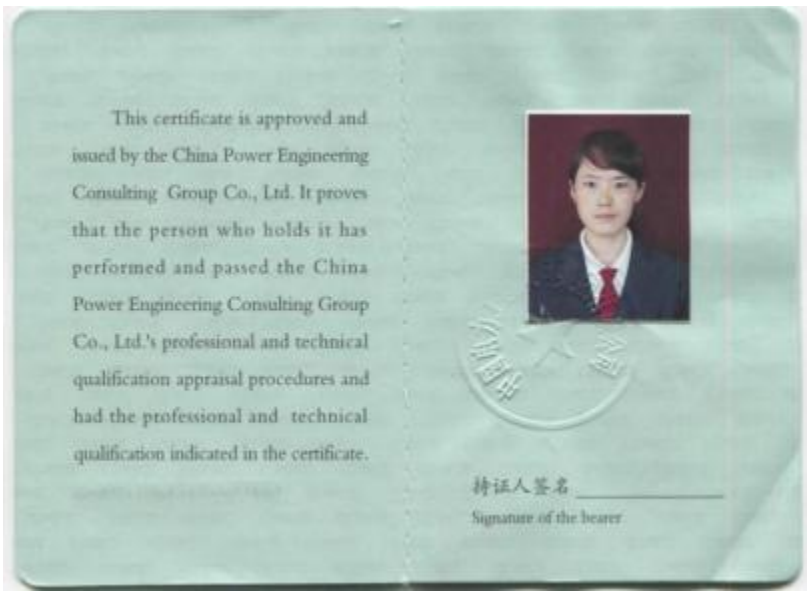 This certificate is approved and
issued by the China Power Engineering
Consulting Group Co., Ltd. It proves
that the person who holds it has
performed and passed the China
Power Engineering Consulting Group
Co., Ltd.'s professional and technical
qualification appraisal procedures and
had the professional and technical
qualification indicated in the certificate.
持证人签名
Signature of the bearer